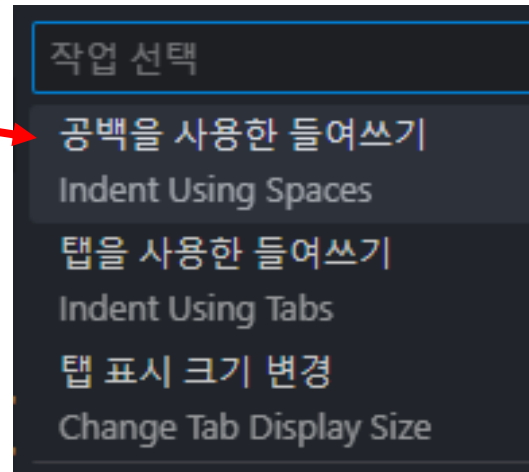 작업 선택
공백을 사용한 들여쓰기
Indent Using Spaces
탭을 사용한 들여쓰기
Indent Using Tabs
탭 표시 크기 변경
Change Tab Display Size